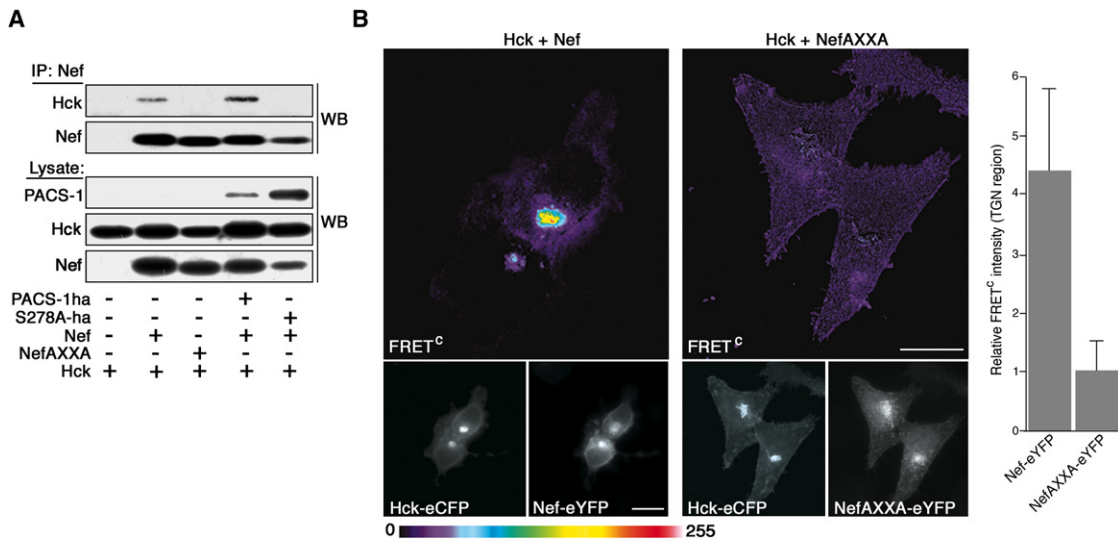 A
IP: Nef
Hck
Nef
WB
Lysate:
PACS-1
Hck
Nef
WB
PACS-1ha - - - + -
S278A-ha - - - - +
Nef - + - + +
NefAXXA - - + - -
Hck + + + + +
B
Hck + Nef
Hck + NefAXXA
FRET^C
FRET^C
Hck-eCFP
Nef-eYFP
Hck-eCFP
NefAXXA-eYFP
0
255
Relative FRET^C intensity (TGN region)
6
5
4
3
2
1
0
Nef-eYFP
NefAXXA-eYFP